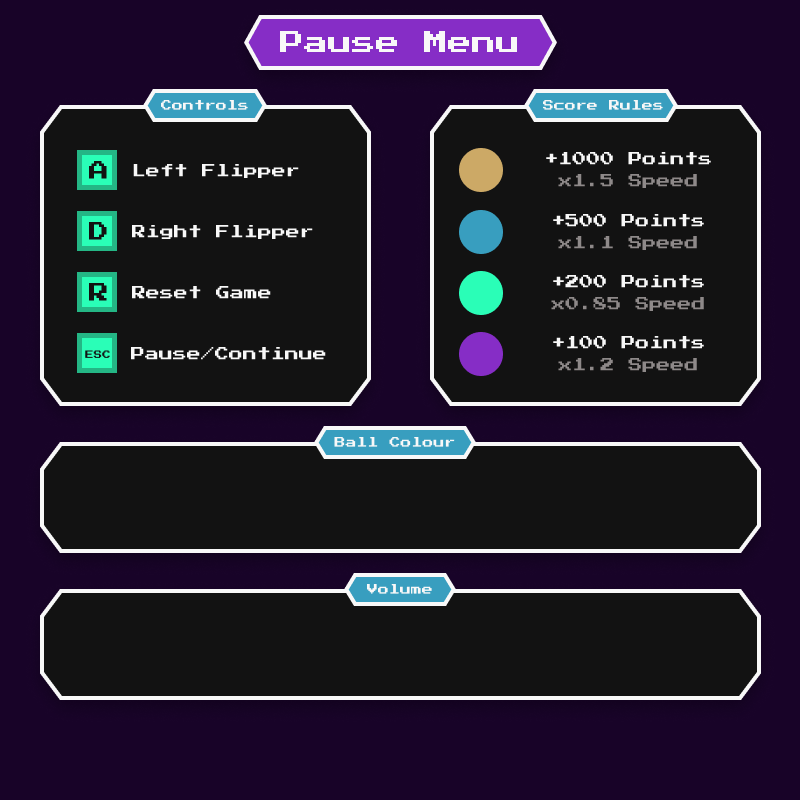 Pause Menu
Controls
A Left Flipper
D Right Flipper
R Reset Game
ESC Pause/Continue
Score Rules
+1000 Points
x1.5 Speed
+500 Points
x1.1 Speed
+200 Points
x0.85 Speed
+100 Points
x1.2 Speed
Ball Colour
Volume